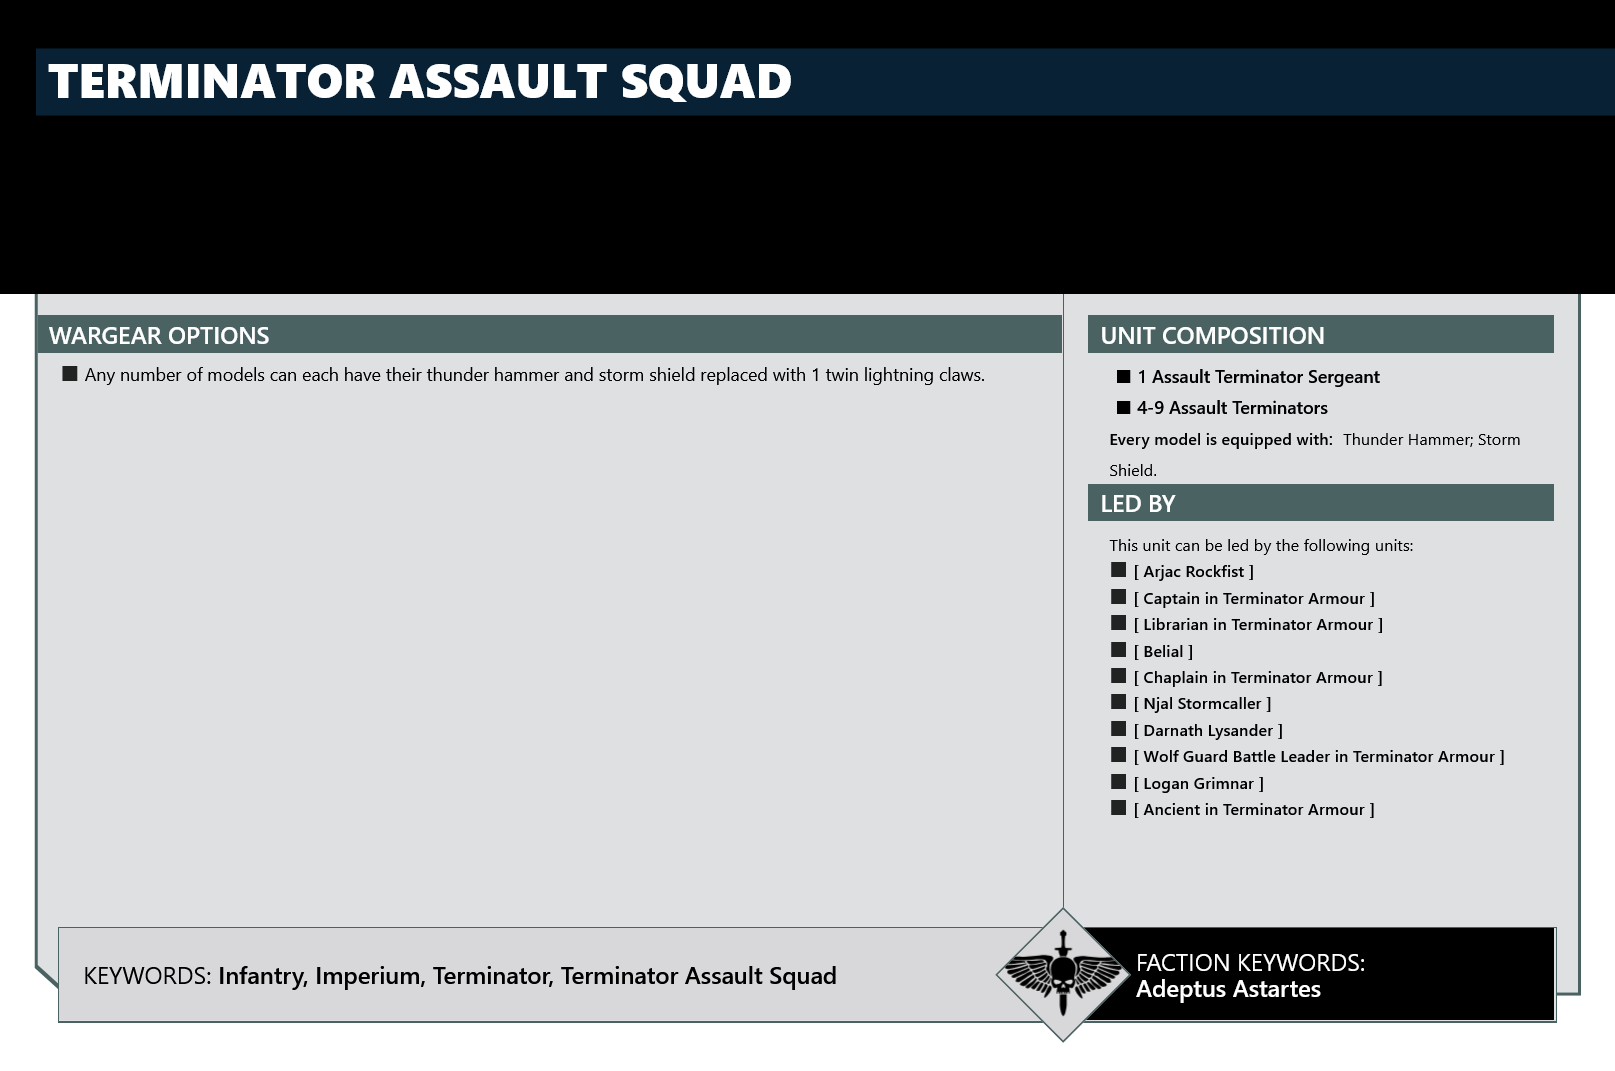 TERMINATOR ASSAULT SQUAD
WARGEAR OPTIONS
Any number of models can each have their thunder hammer and storm shield replaced with 1 twin lightning claws.
UNIT COMPOSITION
1 Assault Terminator Sergeant
4-9 Assault Terminators
Every model is equipped with: Thunder Hammer; Storm
Shield.
LED BY
This unit can be led by the following units:
[ Arjac Rockfist ]
[ Captain in Terminator Armour ]
[ Librarian in Terminator Armour ]
[ Belial ]
[ Chaplain in Terminator Armour ]
[ Njal Stormcaller ]
[ Darnath Lysander ]
[ Wolf Guard Battle Leader in Terminator Armour ]
[ Logan Grimnar ]
[ Ancient in Terminator Armour ]
KEYWORDS: Infantry, Imperium, Terminator, Terminator Assault Squad
FACTION KEYWORDS:
Adeptus Astartes